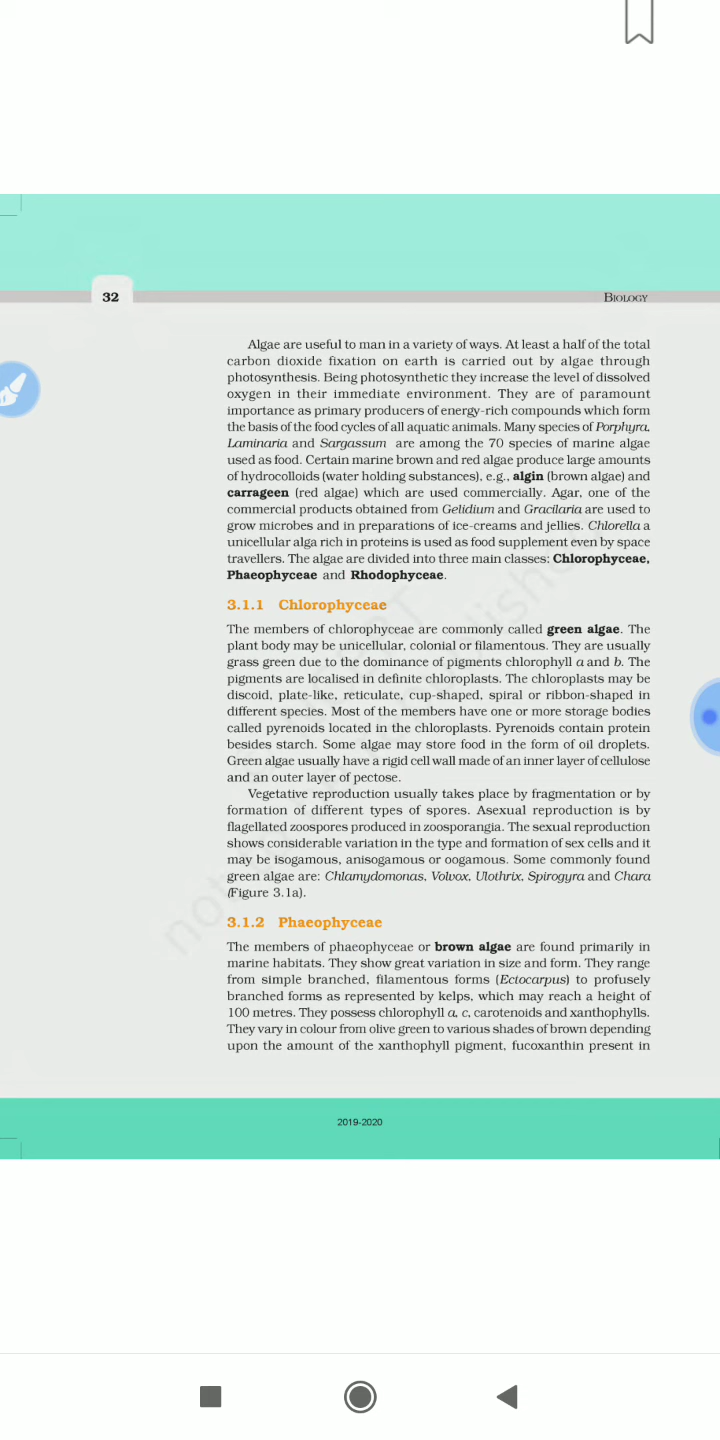 32
BIOLOGY
Algae are useful to man in a variety of ways. At least a half of the total
carbon dioxide fixation on earth is carried out by algae through
photosynthesis. Being photosynthetic they increase the level of dissolved
oxygen in their immediate environment. They are of paramount
importance as primary producers of energy-rich compounds which form
the basis of the food cycles of all aquatic animals. Many species of Porphyra,
Laminaria and Sargassum are among the 70 species of marine algae
used as food. Certain marine brown and red algae produce large amounts
of hydrocolloids (water holding substances), e.g., algin (brown algae) and
carrageen (red algae) which are used commercially. Agar, one of the
commercial products obtained from Gelidium and Gracilaria are used to
grow microbes and in preparations of ice-creams and jellies. Chlorella a
unicellular alga rich in proteins is used as food supplement even by space
travellers. The algae are divided into three main classes: Chlorophyceae,
Phaeophyceae and Rhodophyceae.
3.1.1 Chlorophyceae
The members of chlorophyceae are commonly called green algae. The
plant body may be unicellular, colonial or filamentous. They are usually
grass green due to the dominance of pigments chlorophyll a and b. The
pigments are localised in definite chloroplasts. The chloroplasts may be
discoid, plate-like, reticulate, cup-shaped, spiral or ribbon-shaped in
different species. Most of the members have one or more storage bodies
called pyrenoids located in the chloroplasts. Pyrenoids contain protein
besides starch. Some algae may store food in the form of oil droplets.
Green algae usually have a rigid cell wall made of an inner layer of cellulose
and an outer layer of pectose.
Vegetative reproduction usually takes place by fragmentation or by
formation of different types of spores. Asexual reproduction is by
flagellated zoospores produced in zoosporangia. The sexual reproduction
shows considerable variation in the type and formation of sex cells and it
may be isogamous, anisogamous or oogamous. Some commonly found
green algae are: Chlamydomonas, Volvox, Ulothrix, Spirogyra and Chara
(Figure 3.1a).
3.1.2 Phaeophyceae
The members of phaeophyceae or brown algae are found primarily in
marine habitats. They show great variation in size and form. They range
from simple branched, filamentous forms (Ectocarpus) to profusely
branched forms as represented by kelps, which may reach a height of
100 metres. They possess chlorophyll a, c, carotenoids and xanthophylls.
They vary in colour from olive green to various shades of brown depending
upon the amount of the xanthophyll pigment, fucoxanthin present in
2019-2020